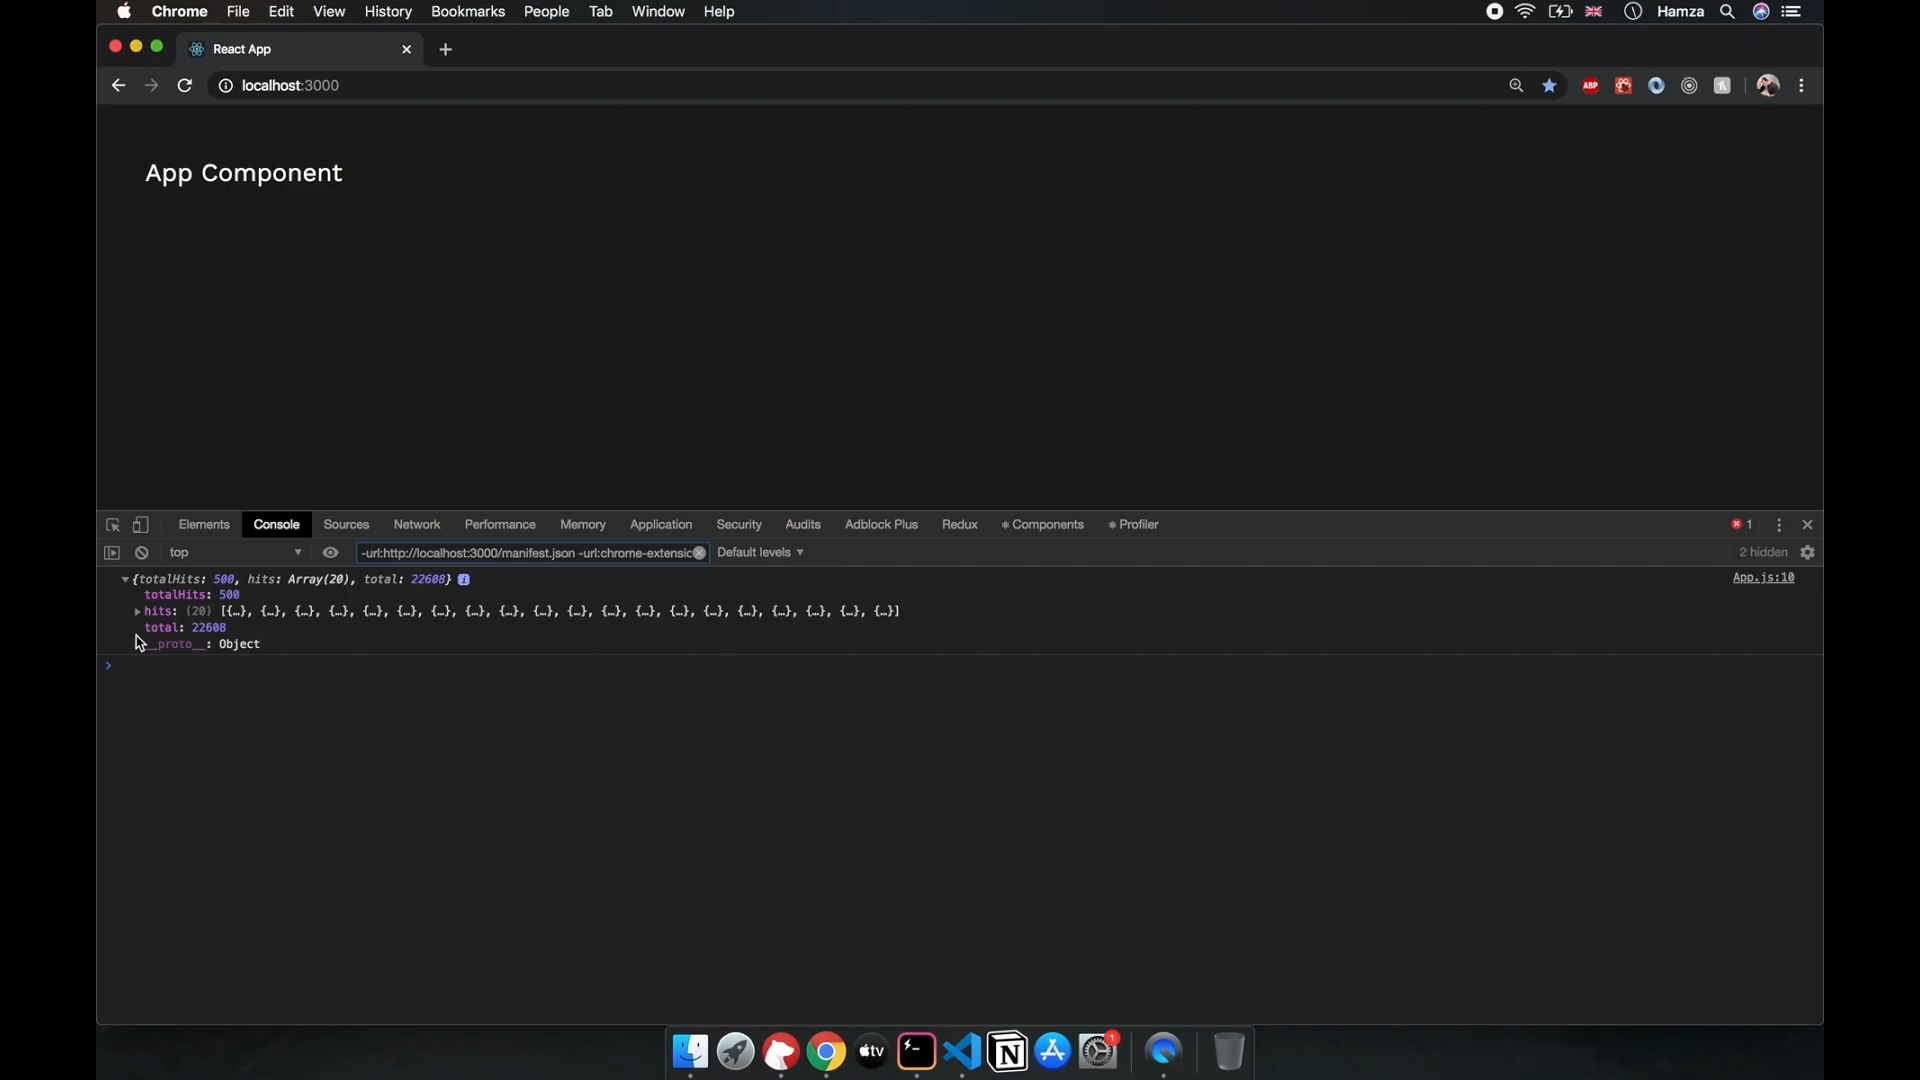 Chrome File Edit View History Bookmarks People Tab Window Help Hamza
React App
localhost:3000 ABP
App Component
Elements Console Sources Network Performance Memory Application Security Audits Adblock Plus Redux Components Profiler 1
top -url:http://localhost:3000/manifest.json -url:chrome-extensic Default levels 2 hidden
{totalHits: 500, hits: Array(20), total: 22608} i App.js:10
totalHits: 500
hits: (20) [{…}, {…}, {…}, {…}, {…}, {…}, {…}, {…}, {…}, {…}, {…}, {…}, {…}, {…}, {…}, {…}, {…}, {…}, {…}, {…}]
total: 22608
__proto__: Object
tv N 1